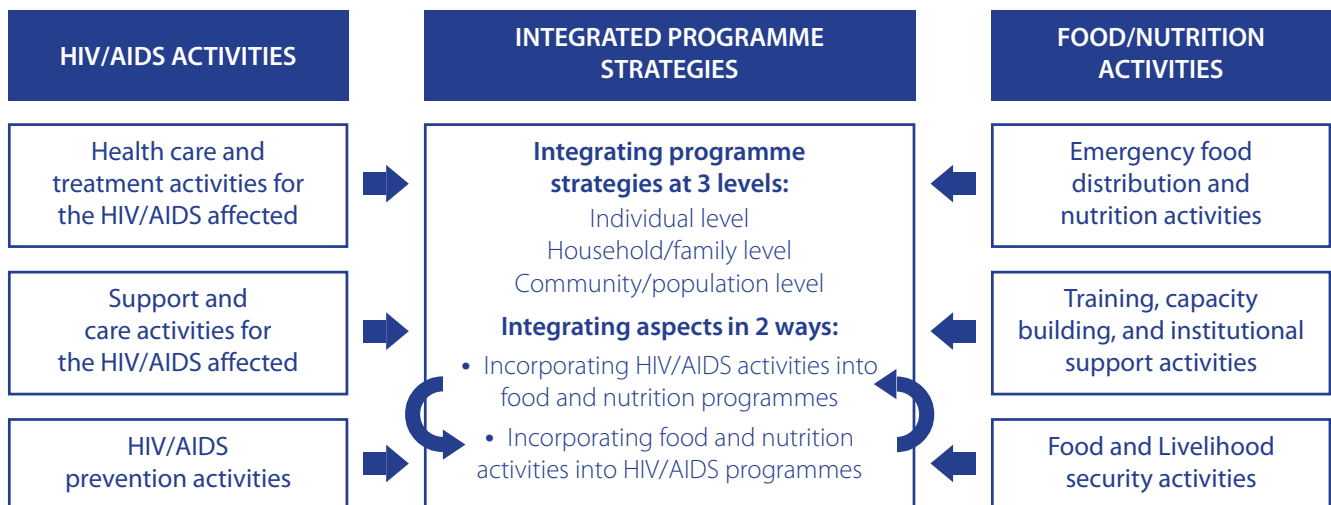 HIV/AIDS ACTIVITIES
Health care and
treatment activities for
the HIV/AIDS affected
Support and
care activities for
the HIV/AIDS affected
HIV/AIDS
prevention activities
INTEGRATED PROGRAMME
STRATEGIES
Integrating programme
strategies at 3 levels:
Individual level
Household/family level
Community/population level
Integrating aspects in 2 ways:
• Incorporating HIV/AIDS activities into
food and nutrition programmes
• Incorporating food and nutrition
activities into HIV/AIDS programmes
FOOD/NUTRITION
ACTIVITIES
Emergency food
distribution and
nutrition activities
Training, capacity
building, and institutional
support activities
Food and Livelihood
security activities